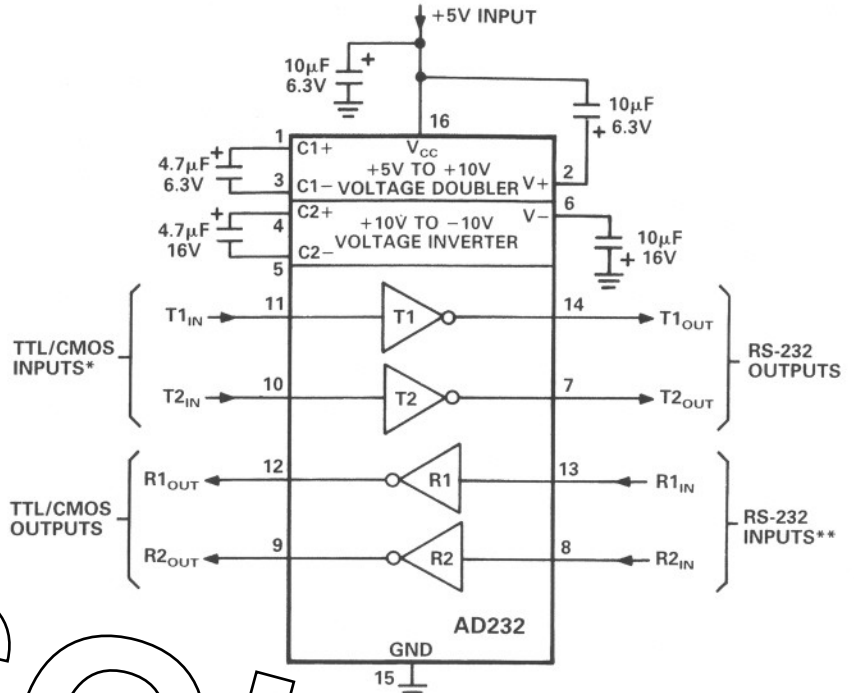 +5V INPUT
10µF
6.3V
+
10µF
+ 6.3V
16
VCC
1
+
4.7µF
6.3V
3
C1+
C1−
+5V TO +10V
VOLTAGE DOUBLER
V+
2
+
4.7µF
16V
4
5
C2+
C2−
+10V TO −10V
VOLTAGE INVERTER
V−
6
10µF
+ 16V
TTL/CMOS
INPUTS*
T1IN
11
T1
14
T1OUT
T2IN
10
T2
7
T2OUT
RS-232
OUTPUTS
TTL/CMOS
OUTPUTS
R1OUT
12
R1
13
R1IN
R2OUT
9
R2
8
R2IN
RS-232
INPUTS**
AD232
GND
15